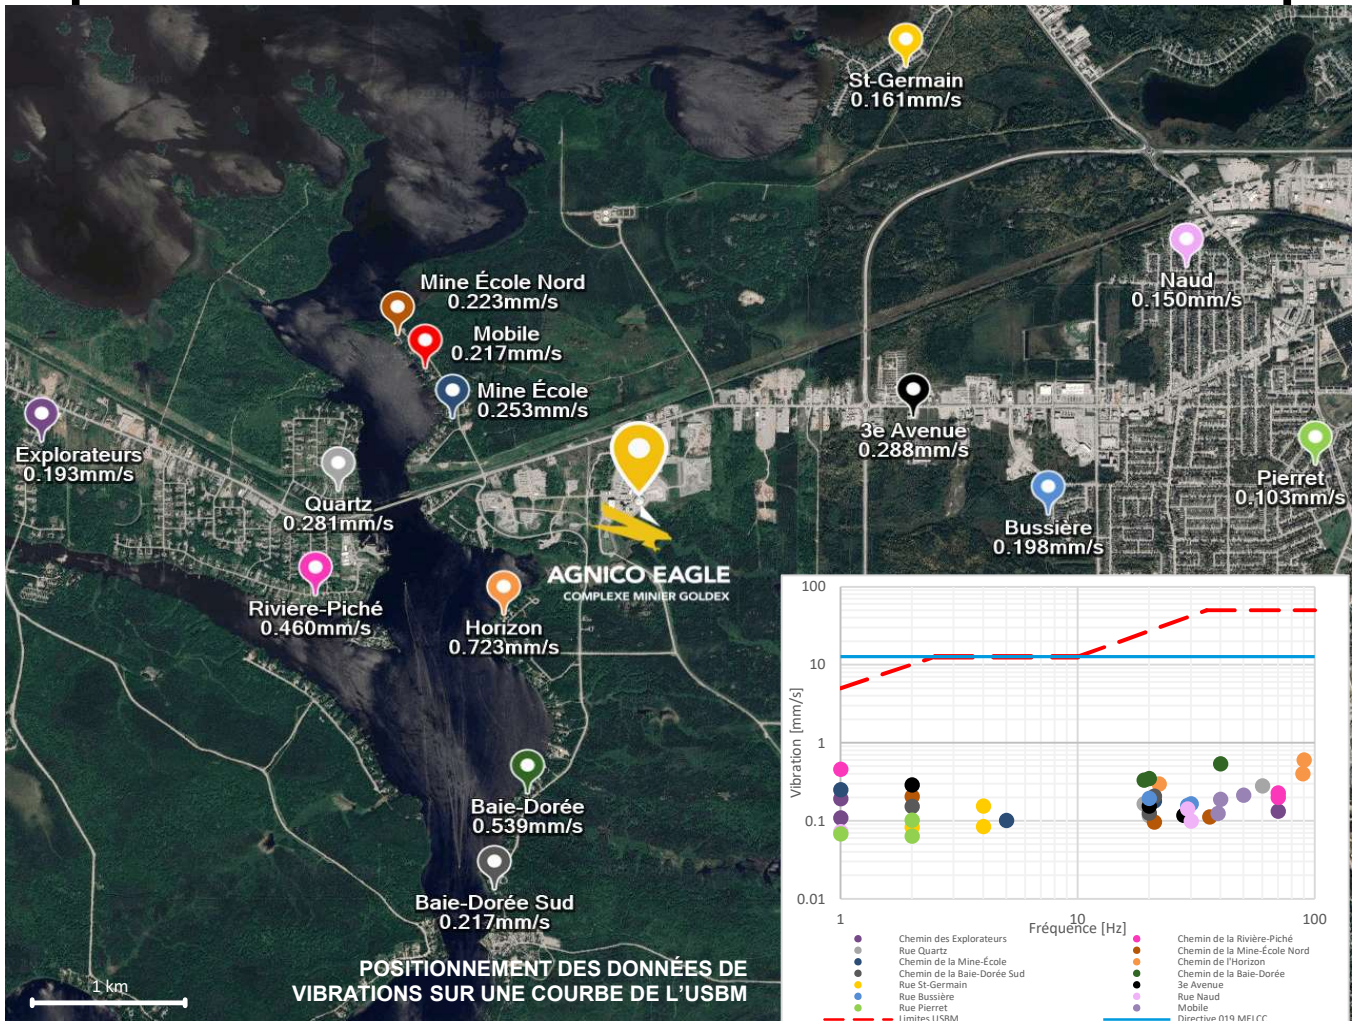 St-Germain
0.161mm/s
Naud
0.150mm/s
Mine École Nord
0.223mm/s
Mobile
0.217mm/s
Mine École
0.253mm/s
Explorateurs
0.193mm/s
Quartz
0.281mm/s
3e Avenue
0.288mm/s
Pierret
0.103mm/s
Bussière
0.198mm/s
Riviere-Piché
0.460mm/s
AGNICO EAGLE
COMPLEXE MINIER GOLDEX
Horizon
0.723mm/s
Baie-Dorée
0.539mm/s
Baie-Dorée Sud
0.217mm/s
POSITIONNEMENT DES DONNÉES DE
VIBRATIONS SUR UNE COURBE DE L'USBM
1 km
Vibration [mm/s]
100
10
1
0.1
0.01
1
10
100
Fréquence [Hz]
Chemin des Explorateurs
Chemin de la Rivière-Piché
Rue Quartz
Chemin de la Mine-École Nord
Chemin de la Mine-École
Chemin de l'Horizon
Chemin de la Baie-Dorée Sud
Chemin de la Baie-Dorée
Rue St-Germain
3e Avenue
Rue Bussière
Rue Naud
Rue Pierret
Mobile
Limites USBM
Directive 019 MELCC